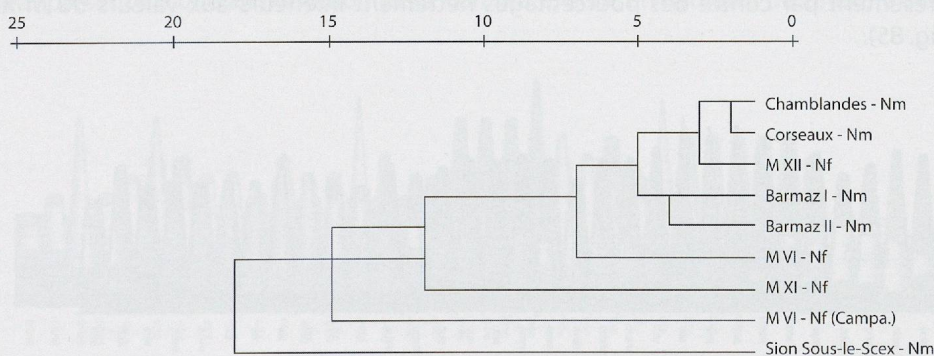 25 20 15 10 5 0
Chamblandes - Nm
Corseaux - Nm
M XII - Nf
Barmaz I - Nm
Barmaz II - Nm
M VI - Nf
M XI - Nf
M VI - Nf (Campa.)
Sion Sous-le-Scex - Nm